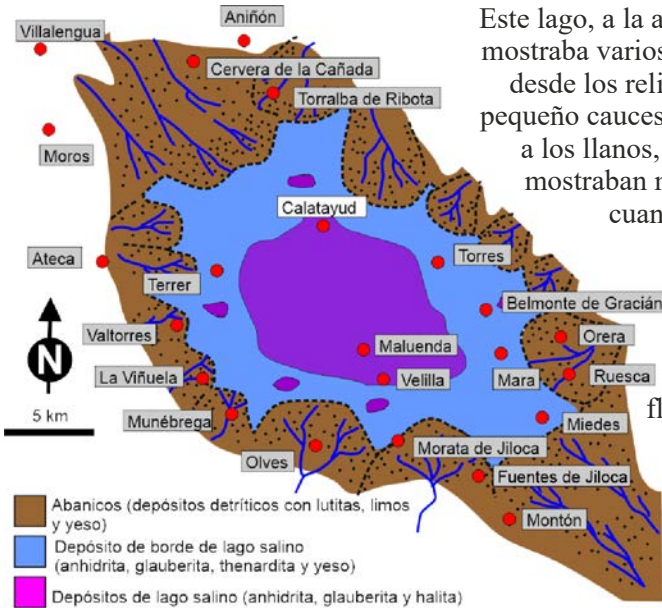 Este lago, a la a
mostraba varios
desde los reli
pequeño cauces
a los llanos,
mostraban
cuan
fl
Aniñón
Villalengua
Cervera de la Cañada
Torralba de Ribota
Moros
Calatayud
Ateca
Torres
Terrer
Belmonte de Gracián
Valtorres
Orera
N
Maluenda
La Viñuela
Velilla
Mara
Ruesca
5 km
Munébrega
Miedes
Olves
Morata de Jiloca
Fuentes de Jiloca
Montón
Abanicos (depósitos detríticos con lutitas, limos
y yeso)
Depósito de borde de lago salino
(anhidrita, glauberita, thenardita y yeso)
Depósitos de lago salino (anhidrita, glauberita y halita)